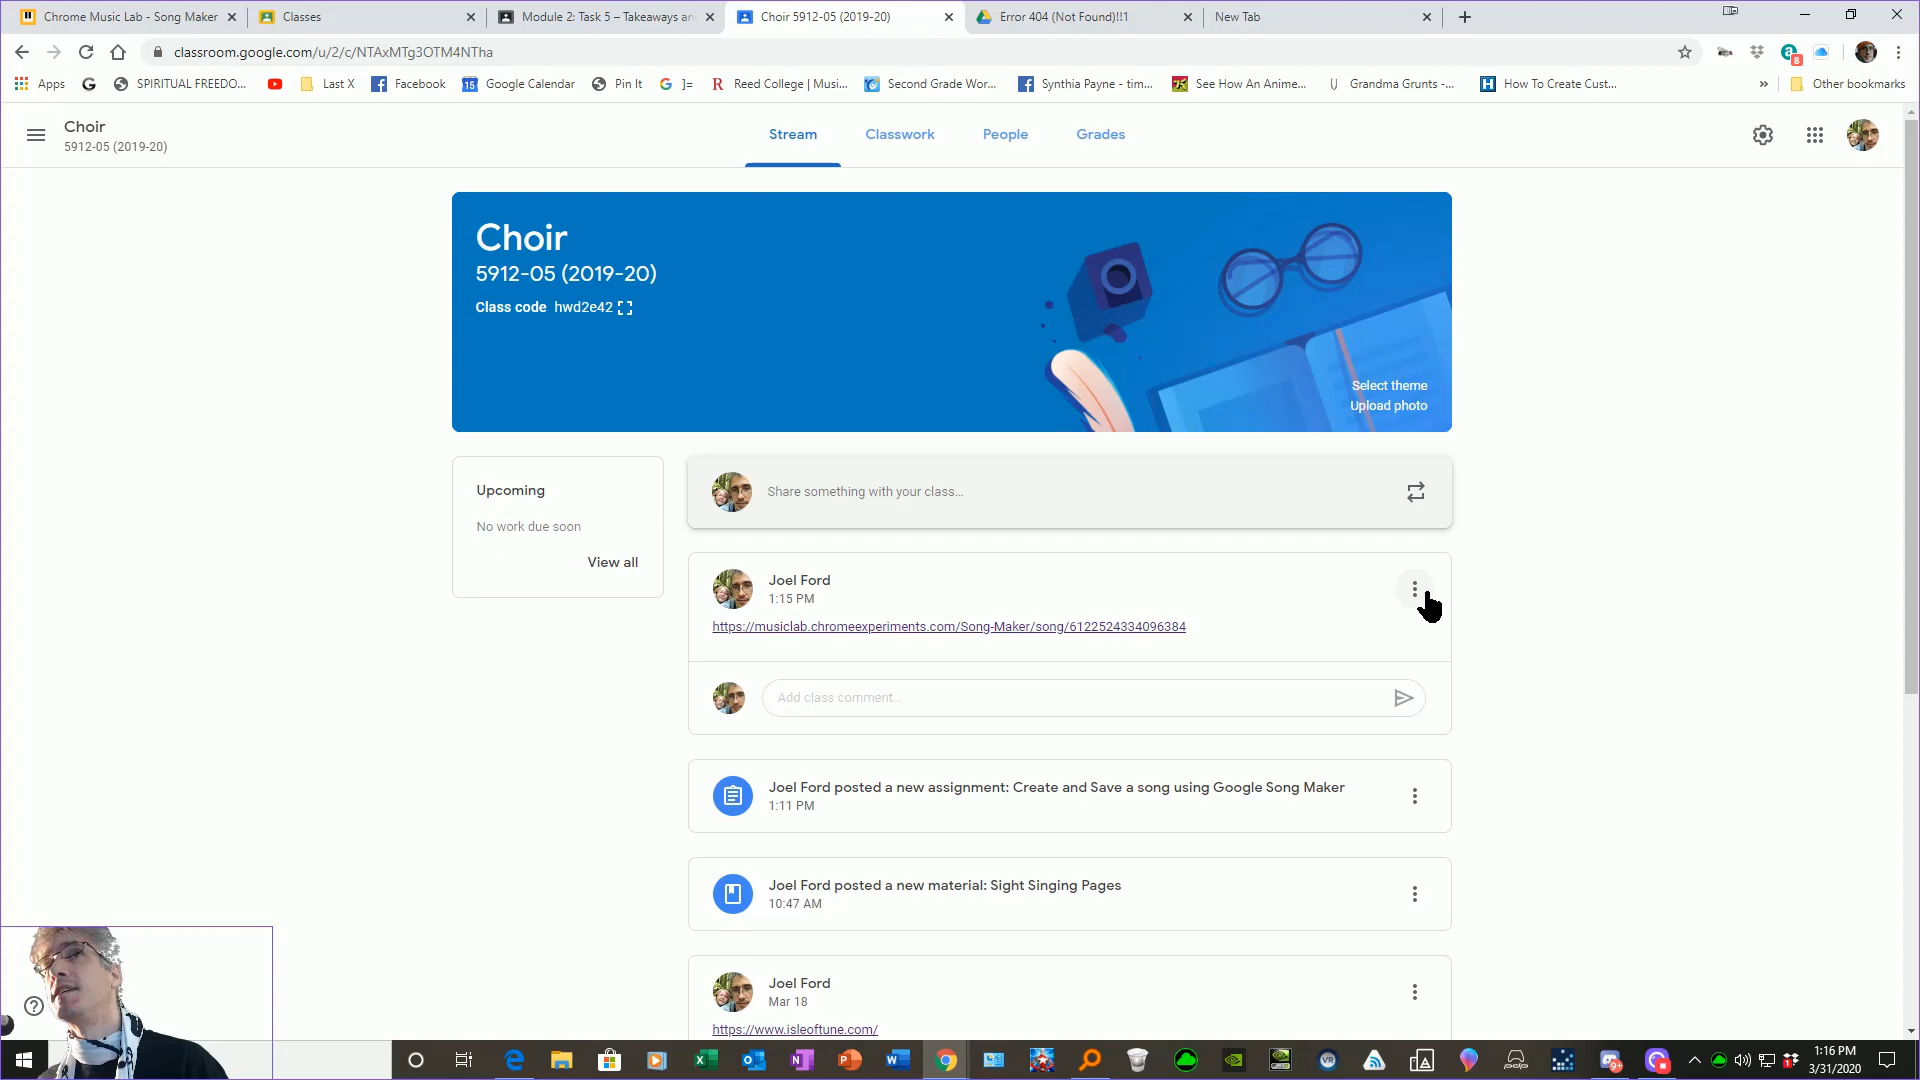 Chrome Music Lab - Song Maker
Classes
Module 2: Task 5 – Takeaways an
Choir 5912-05 (2019-20)
Error 404 (Not Found)!!1
New Tab
classroom.google.com/u/2/c/NTAxMTg3OTM4NTha
8
Apps
SPIRITUAL FREEDO...
Last X
Facebook
15
Google Calendar
Pin It
]=
Reed College | Musi...
Second Grade Wor...
Synthia Payne - tim...
See How An Anime...
Grandma Grunts -...
How To Create Cust...
»
Other bookmarks
Choir
5912-05 (2019-20)
Stream
Classwork
People
Grades
Choir
5912-05 (2019-20)
Class code hwd2e42
Select theme
Upload photo
Upcoming
No work due soon
View all
Share something with your class...
Joel Ford
1:15 PM
https://musiclab.chromeexperiments.com/Song-Maker/song/6122524334096384
Add class comment...
Joel Ford posted a new assignment: Create and Save a song using Google Song Maker
1:11 PM
Joel Ford posted a new material: Sight Singing Pages
10:47 AM
Joel Ford
Mar 18
https://www.isleoftune.com/
1:16 PM
3/31/2020